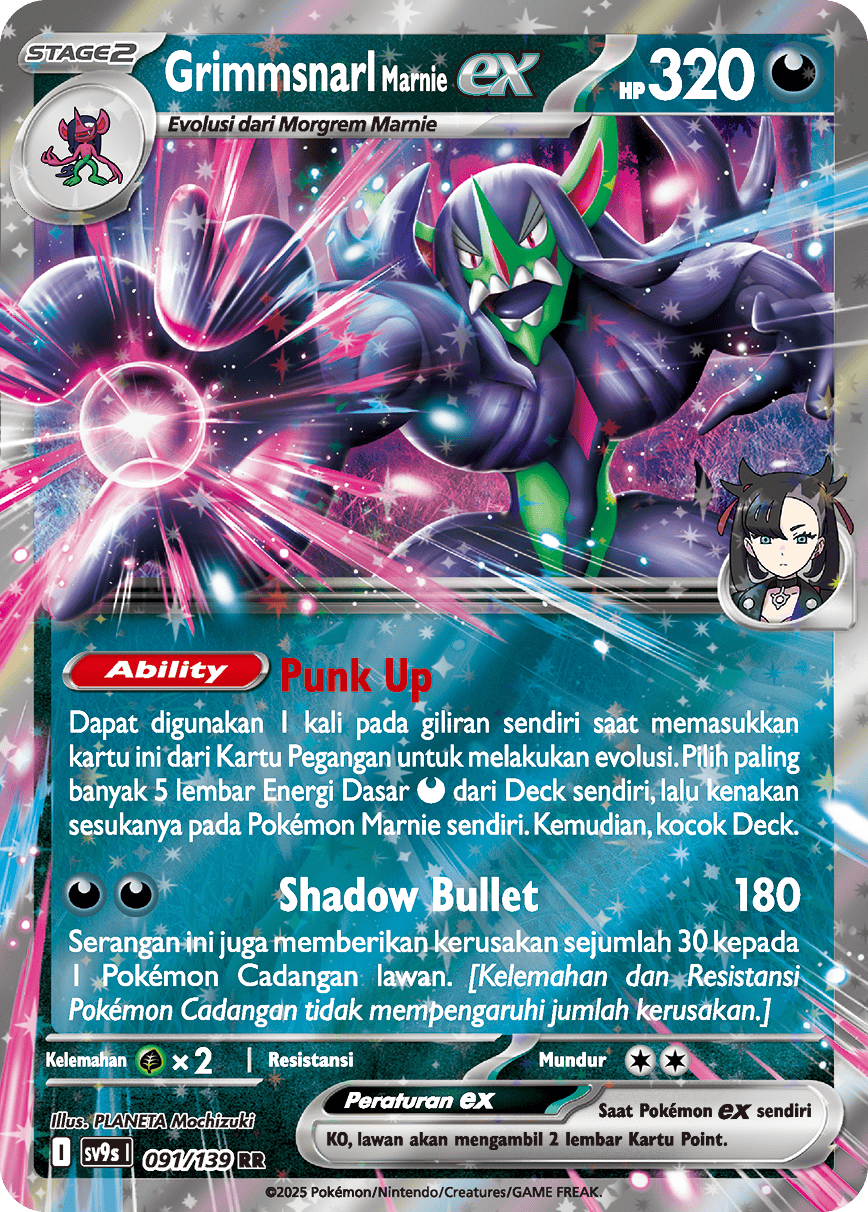 STAGE2
Grimmsnarl Marnie ex HP 320
Evolusi dari Morgrem Marnie
Ability Punk Up
Dapat digunakan 1 kali pada giliran sendiri saat memasukkan
kartu ini dari Kartu Pegangan untuk melakukan evolusi. Pilih paling
banyak 5 lembar Energi Dasar dari Deck sendiri, lalu kenakan
sesukanya pada Pokémon Marnie sendiri. Kemudian, kocok Deck.
Shadow Bullet 180
Serangan ini juga memberikan kerusakan sejumlah 30 kepada
1 Pokémon Cadangan lawan. [Kelemahan dan Resistansi
Pokémon Cadangan tidak mempengaruhi jumlah kerusakan.]
Kelemahan ×2 Resistansi Mundur
Peraturan ex Saat Pokémon ex sendiri
KO, lawan akan mengambil 2 lembar Kartu Point.
Illus. PLANETA Mochizuki
I sv9s I 091/139 RR
©2025 Pokémon/Nintendo/Creatures/GAME FREAK.